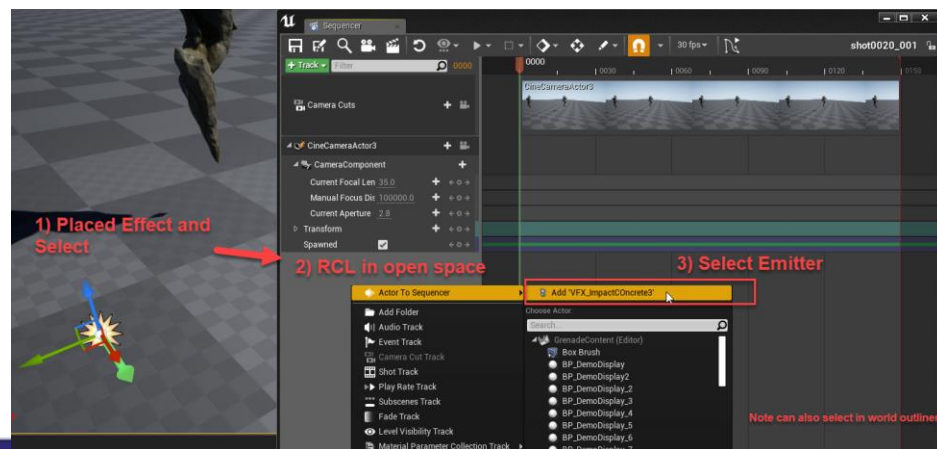 Sequencer
30 fps
shot0020_001
+ Track
Filter
0000
0000
0030
0060
0090
0120
0150
Camera Cuts
CineCameraActor3
CineCameraActor3
CameraComponent
Current Focal Len 35.0
Manual Focus Dis 100000.0
Current Aperture 2.8
Transform
Spawned
1) Placed Effect and
Select
2) RCL in open space
3) Select Emitter
Actor To Sequencer
Add 'VFX_ImpactCOncrete3'
Add Folder
Audio Track
Event Track
Camera Cut Track
Shot Track
Play Rate Track
Subscenes Track
Fade Track
Level Visibility Track
Material Parameter Collection Track
Choose Actor:
Search...
GrenadeContent (Editor)
Box Brush
BP_DemoDisplay
BP_DemoDisplay2
BP_DemoDisplay_2
BP_DemoDisplay_3
BP_DemoDisplay_4
BP_DemoDisplay_5
BP_DemoDisplay_6
Note can also select in world outliner